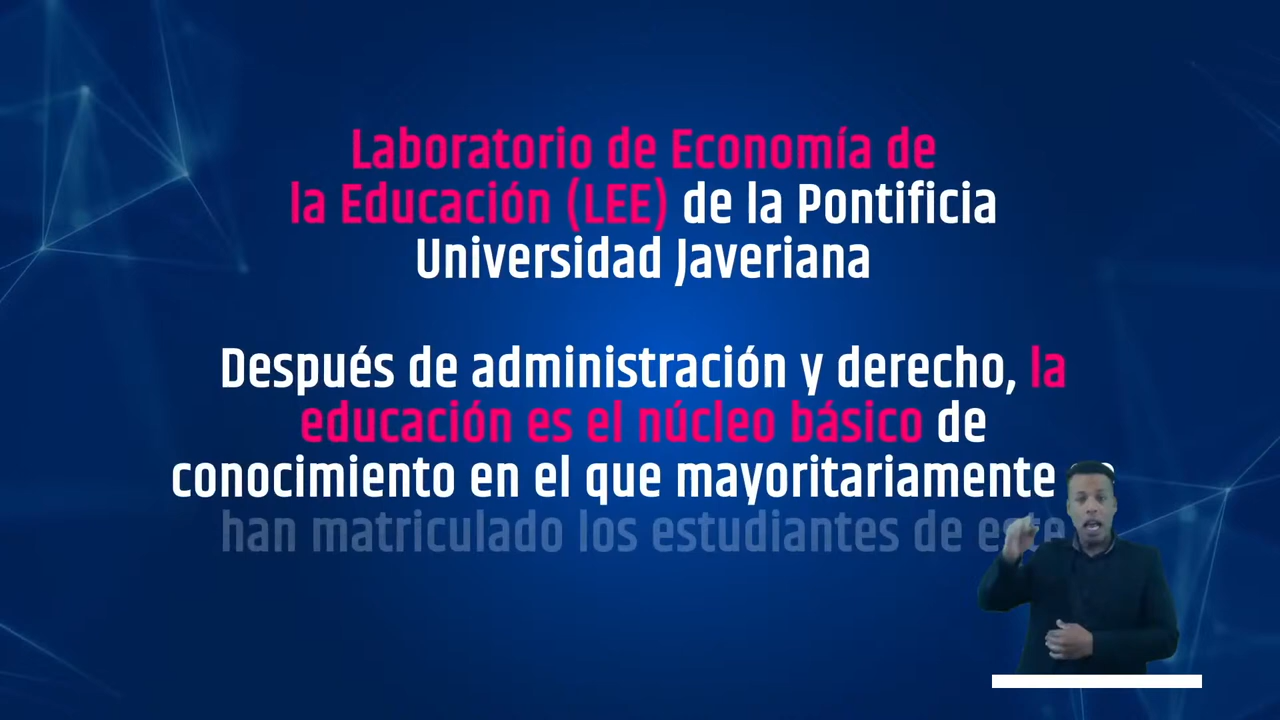 Laboratorio de Economía de
la Educación (LEE) de la Pontificia
Universidad Javeriana
Después de administración y derecho, la
educación es el núcleo básico de
conocimiento en el que mayoritariamente
han matriculado los estudiantes de este